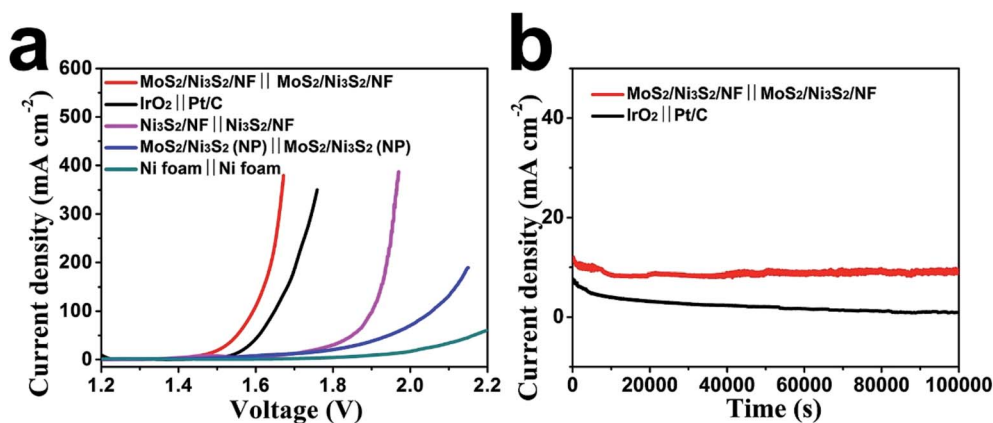 a
600
500
400
300
200
100
50
0
Current density (mA cm-2)
MoS2/Ni3S2/NF || MoS2/Ni3S2/NF
IrO2 || Pt/C
Ni3S2/NF || Ni3S2/NF
MoS2/Ni3S2 (NP) || MoS2/Ni3S2 (NP)
Ni foam || Ni foam
1.2 1.4 1.6 1.8 2.0 2.2
Voltage (V)
b
40
20
0
Current density (mA cm-2)
MoS2/Ni3S2/NF || MoS2/Ni3S2/NF
IrO2 || Pt/C
0 20000 40000 60000 80000 100000
Time (s)